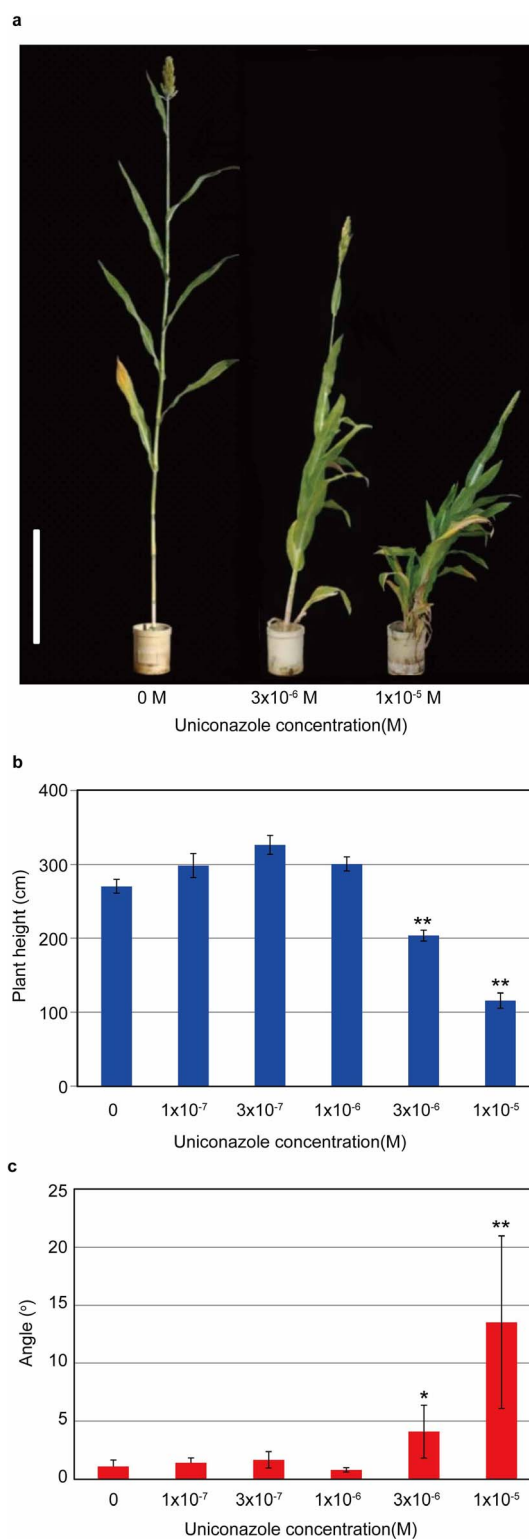 a
0 M 3x10⁻⁶ M 1x10⁻⁵ M
Uniconazole concentration(M)
b
400
300
200
100
0
Plant height (cm)
** **
0 1x10⁻⁷ 3x10⁻⁷ 1x10⁻⁶ 3x10⁻⁶ 1x10⁻⁵
Uniconazole concentration(M)
c
25
20
15
10
5
0
Angle (°)
* **
0 1x10⁻⁷ 3x10⁻⁷ 1x10⁻⁶ 3x10⁻⁶ 1x10⁻⁵
Uniconazole concentration(M)